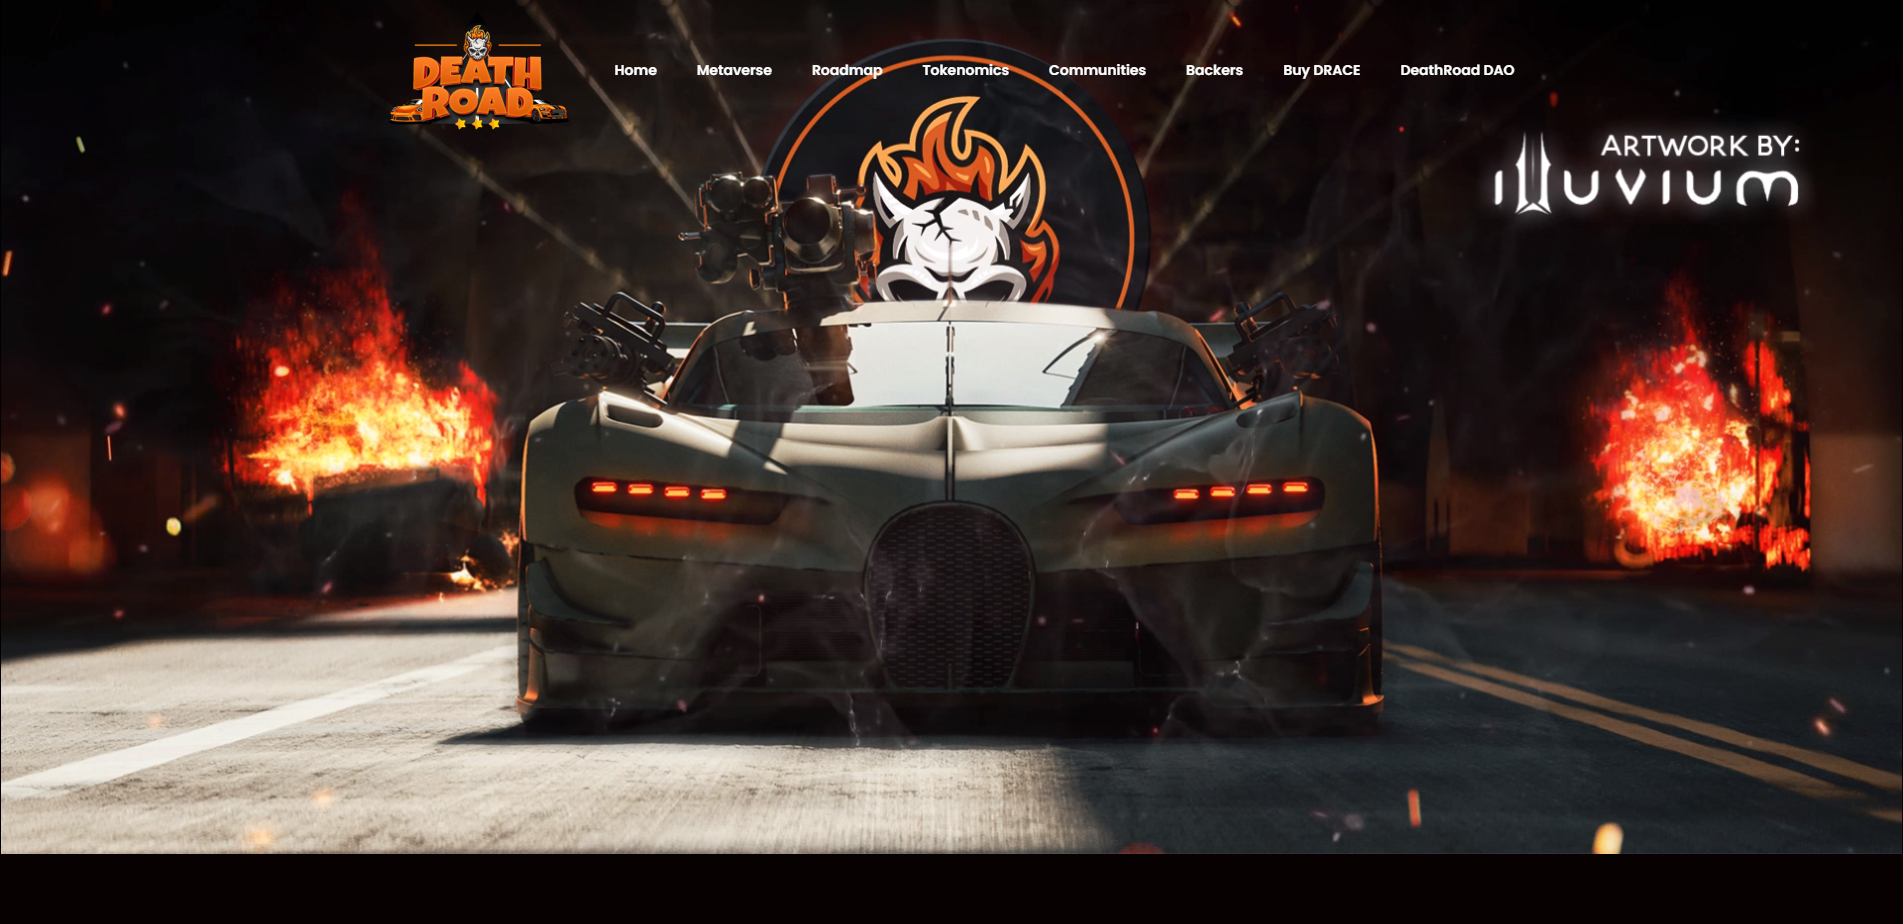 DEATH
ROAD
Home Metaverse Roadmap Tokenomics Communities Backers Buy DRACE DeathRoad DAO
ARTWORK BY:
illuvium